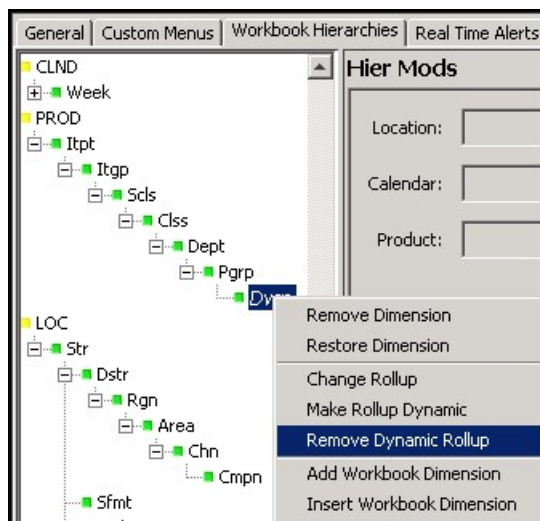 General
Custom Menus
Workbook Hierarchies
Real Time Alerts
CLND
Week
PROD
Itpt
Itgp
Scls
Clss
Dept
Pgrp
LOC
Str
Dstr
Rgn
Area
Chn
Cmpn
Sfmt
Hier Mods
Location:
Calendar:
Product:
Remove Dimension
Restore Dimension
Change Rollup
Make Rollup Dynamic
Remove Dynamic Rollup
Add Workbook Dimension
Insert Workbook Dimension